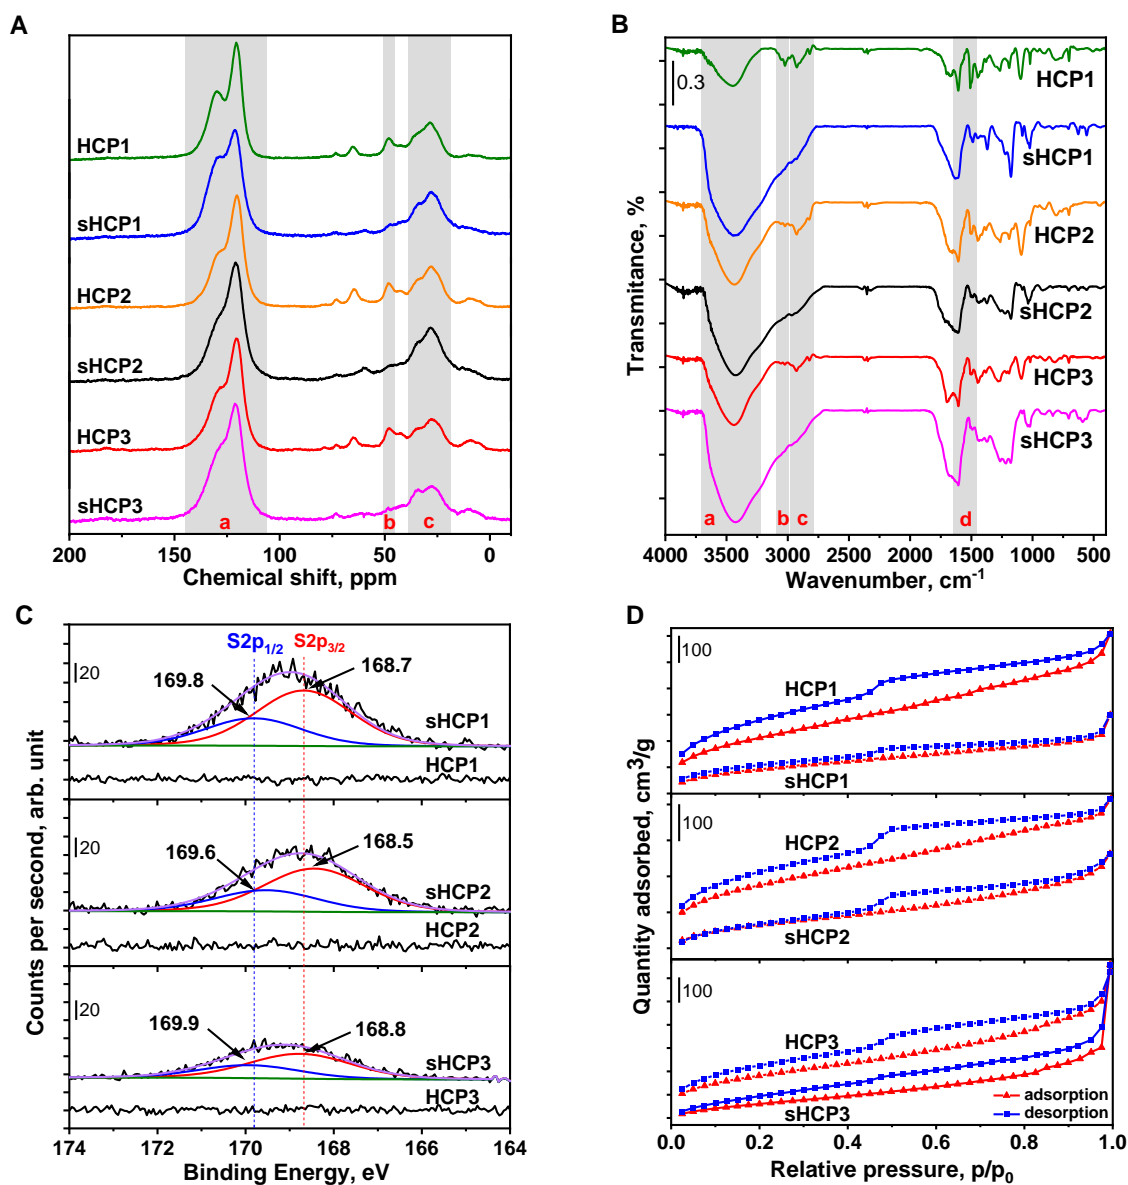 A
HCP1
sHCP1
HCP2
sHCP2
HCP3
sHCP3
a
b
c
200
150
100
50
0
Chemical shift, ppm
B
Transmitance, %
0.3
HCP1
sHCP1
HCP2
sHCP2
HCP3
sHCP3
a
b
c
d
4000
3500
3000
2500
2000
1500
1000
500
Wavenumber, cm⁻¹
C
Counts per second, arb. unit
S2p₁/₂
S2p₃/₂
20
169.8
168.7
sHCP1
HCP1
20
169.6
168.5
sHCP2
HCP2
20
169.9
168.8
sHCP3
HCP3
174
172
170
168
166
164
Binding Energy, eV
D
Quantity adsorbed, cm³/g
100
HCP1
sHCP1
100
HCP2
sHCP2
100
HCP3
sHCP3
adsorption
desorption
0.0
0.2
0.4
0.6
0.8
1.0
Relative pressure, p/p₀